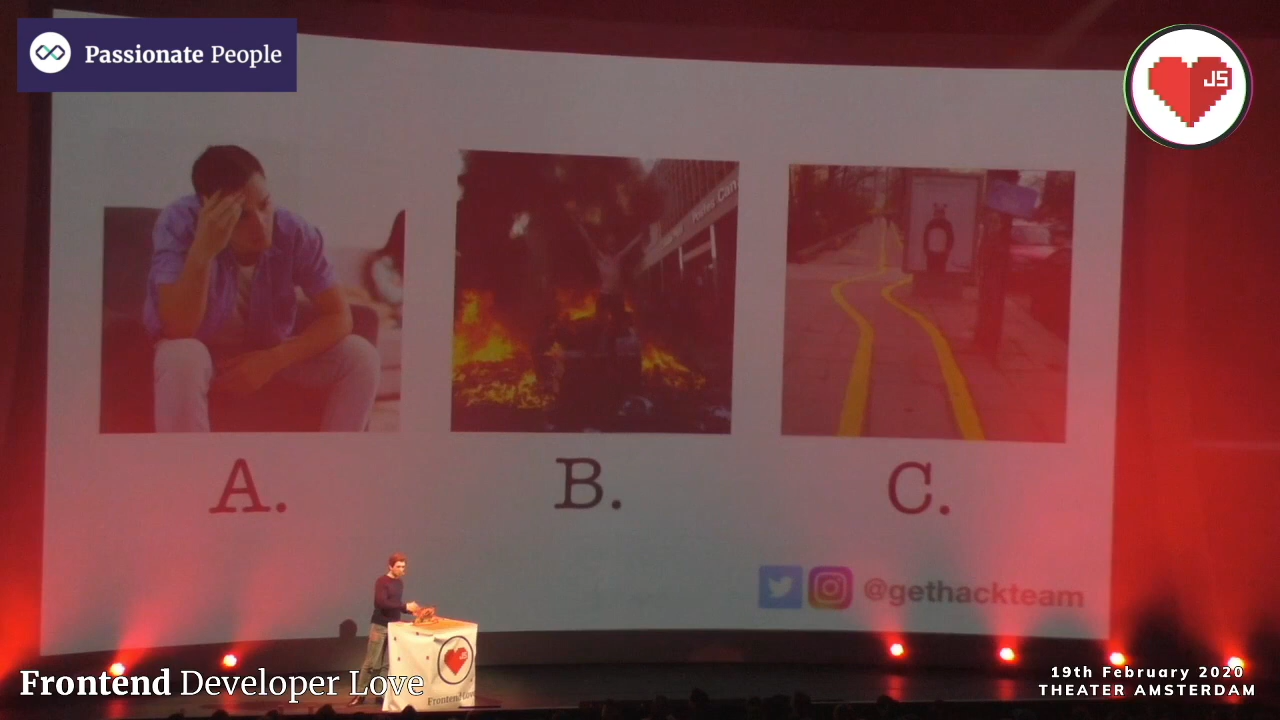 Passionate People
JS
A.
B.
C.
@gethackteam
Frontend Developer Love
19th February 2020
THEATER AMSTERDAM